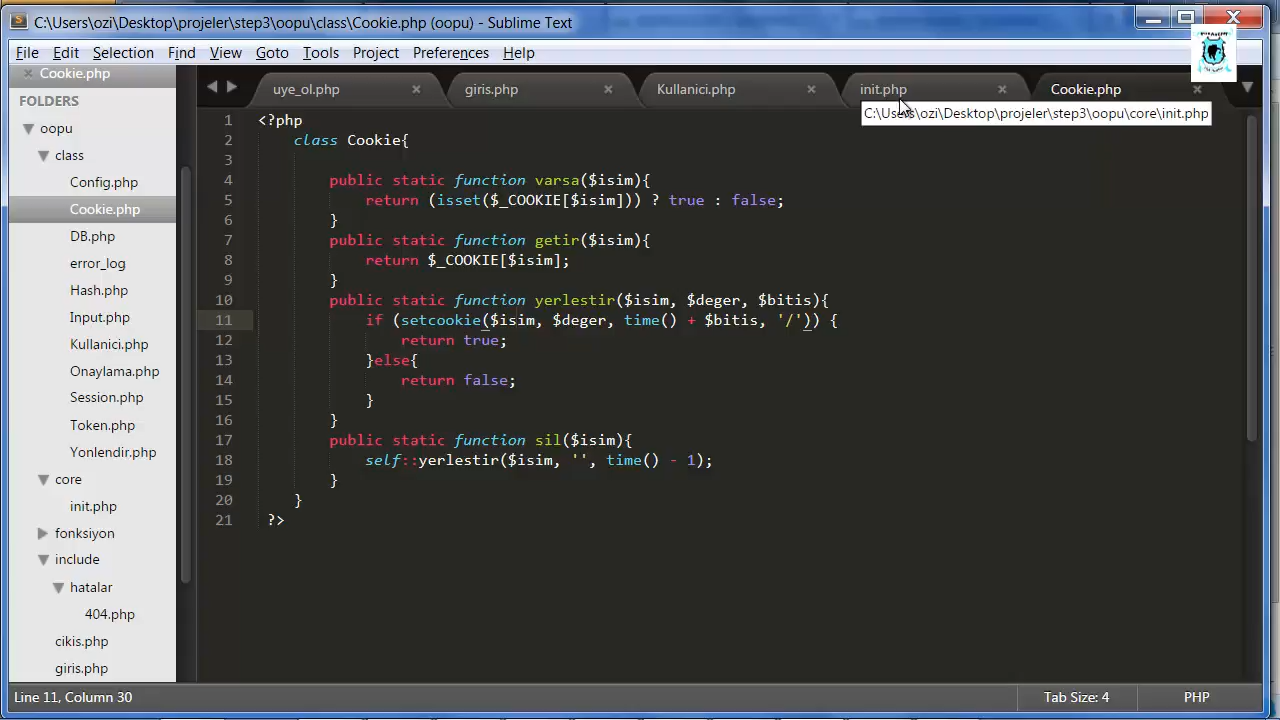 C:\Users\ozi\Desktop\projeler\step3\oopu\class\Cookie.php (oopu) - Sublime Text
File Edit Selection Find View Goto Tools Project Preferences Help
Cookie.php
uye_ol.php giris.php Kullanici.php init.php Cookie.php
C:\Users\ozi\Desktop\projeler\step3\oopu\core\init.php
FOLDERS
oopu
class
Config.php
Cookie.php
DB.php
error_log
Hash.php
Input.php
Kullanici.php
Onaylama.php
Session.php
Token.php
Yonlendir.php
core
init.php
fonksiyon
include
hatalar
404.php
cikis.php
giris.php
1 <?php
2 class Cookie{
3
4 public static function varsa($isim){
5 return (isset($_COOKIE[$isim])) ? true : false;
6 }
7 public static function getir($isim){
8 return $_COOKIE[$isim];
9 }
10 public static function yerlestir($isim, $deger, $bitis){
11 if (setcookie($isim, $deger, time() + $bitis, '/')) {
12 return true;
13 }else{
14 return false;
15 }
16 }
17 public static function sil($isim){
18 self::yerlestir($isim, '', time() - 1);
19 }
20 }
21 ?>
Line 11, Column 30
Tab Size: 4
PHP